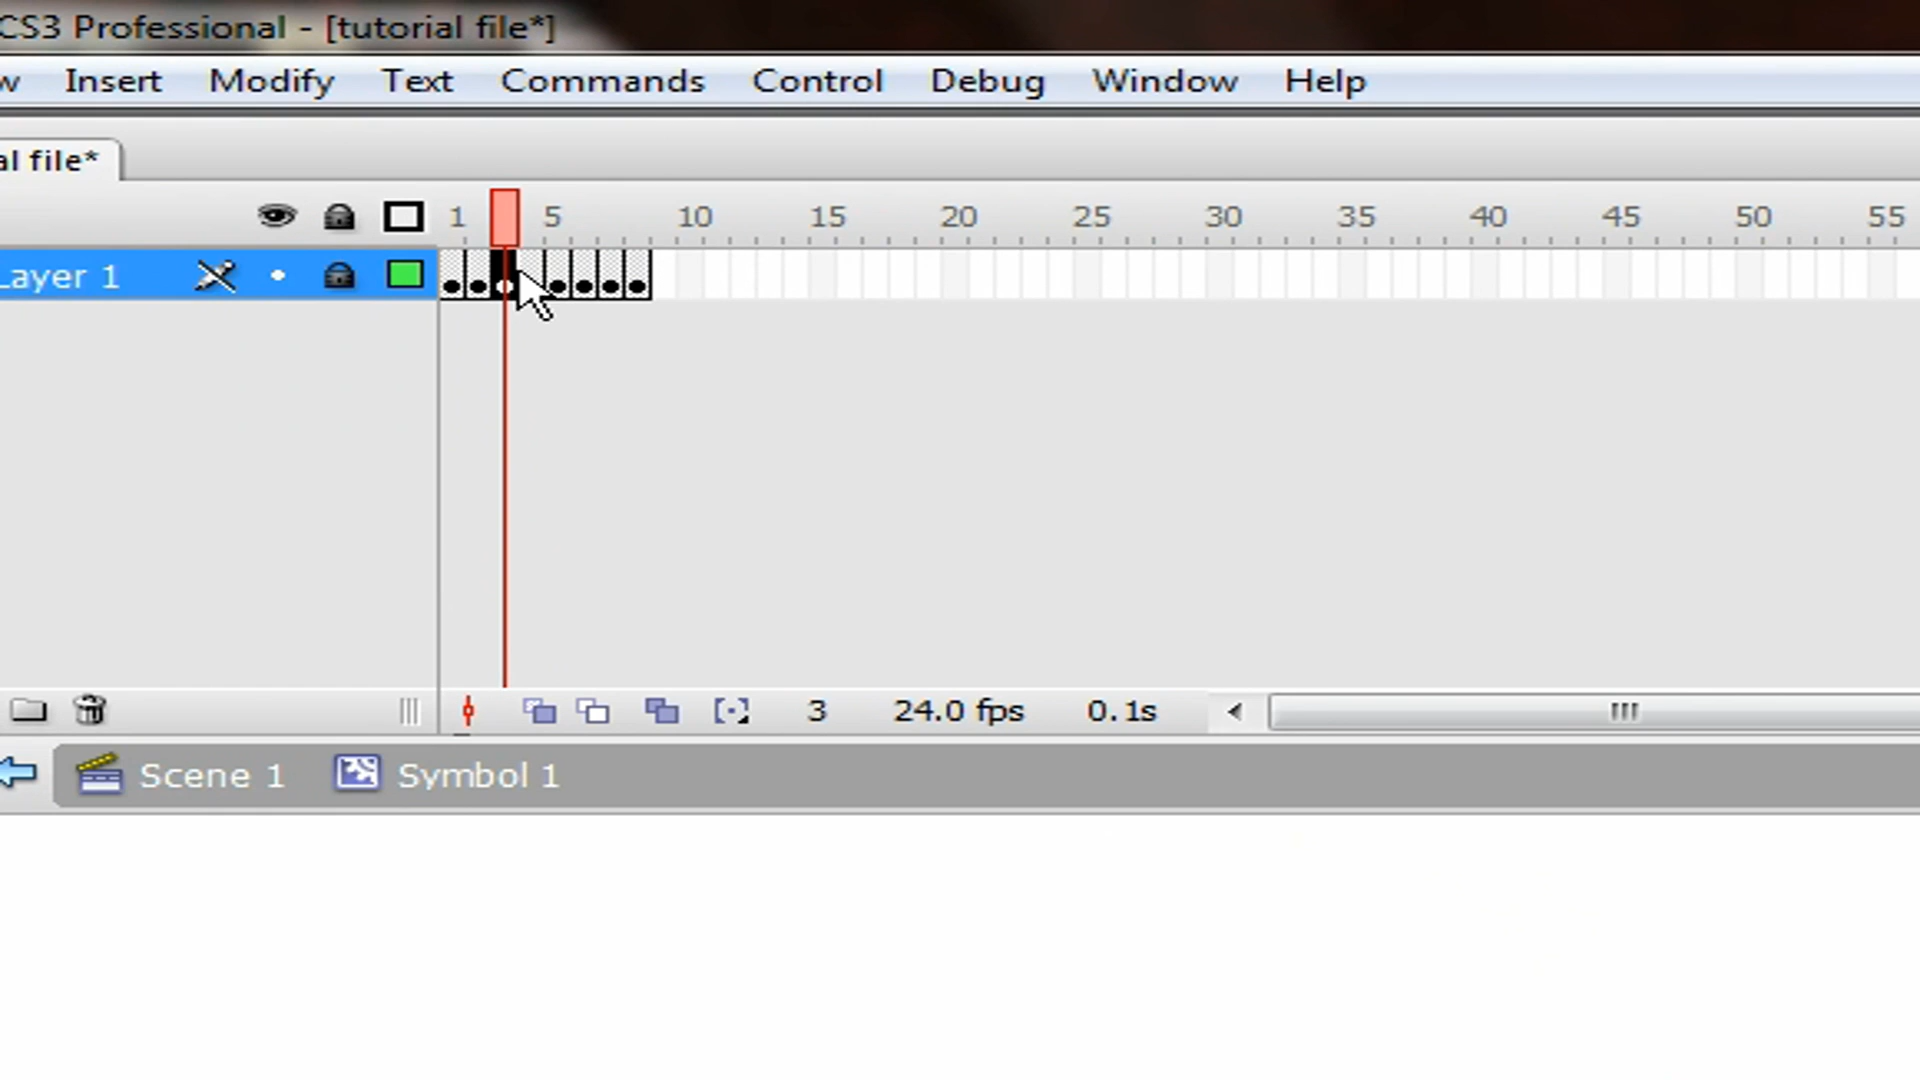 CS3 Professional - [tutorial file*]
w Insert Modify Text Commands Control Debug Window Help
al file*
1 5 10 15 20 25 30 35 40 45 50 55
Layer 1
3 24.0 fps 0.1s
Scene 1 Symbol 1